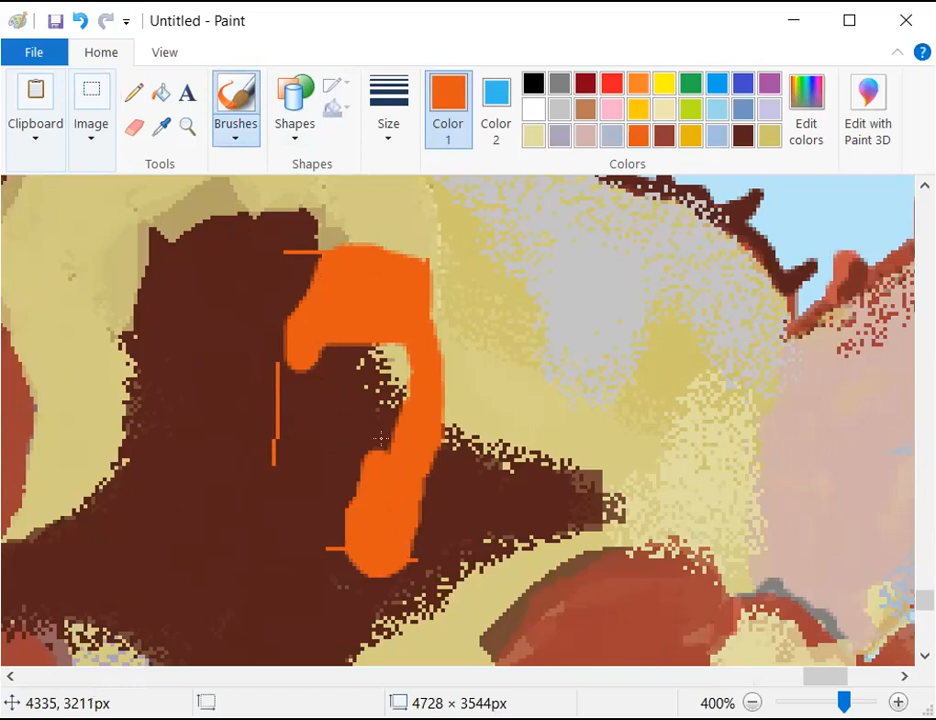 Untitled - Paint
File Home View
Clipboard Image Brushes Shapes Size Color 1 Color 2 Edit colors Edit with Paint 3D
Tools Shapes Colors
4335, 3211px 4728 × 3544px 400%